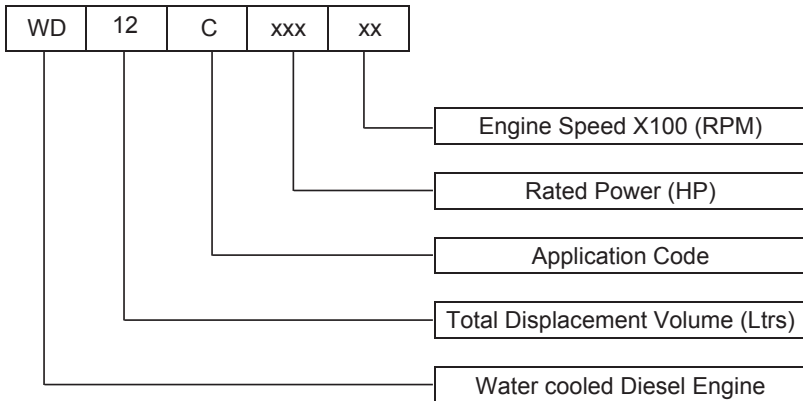 WD 12 C xxx xx
Engine Speed X100 (RPM)
Rated Power (HP)
Application Code
Total Displacement Volume (Ltrs)
Water cooled Diesel Engine